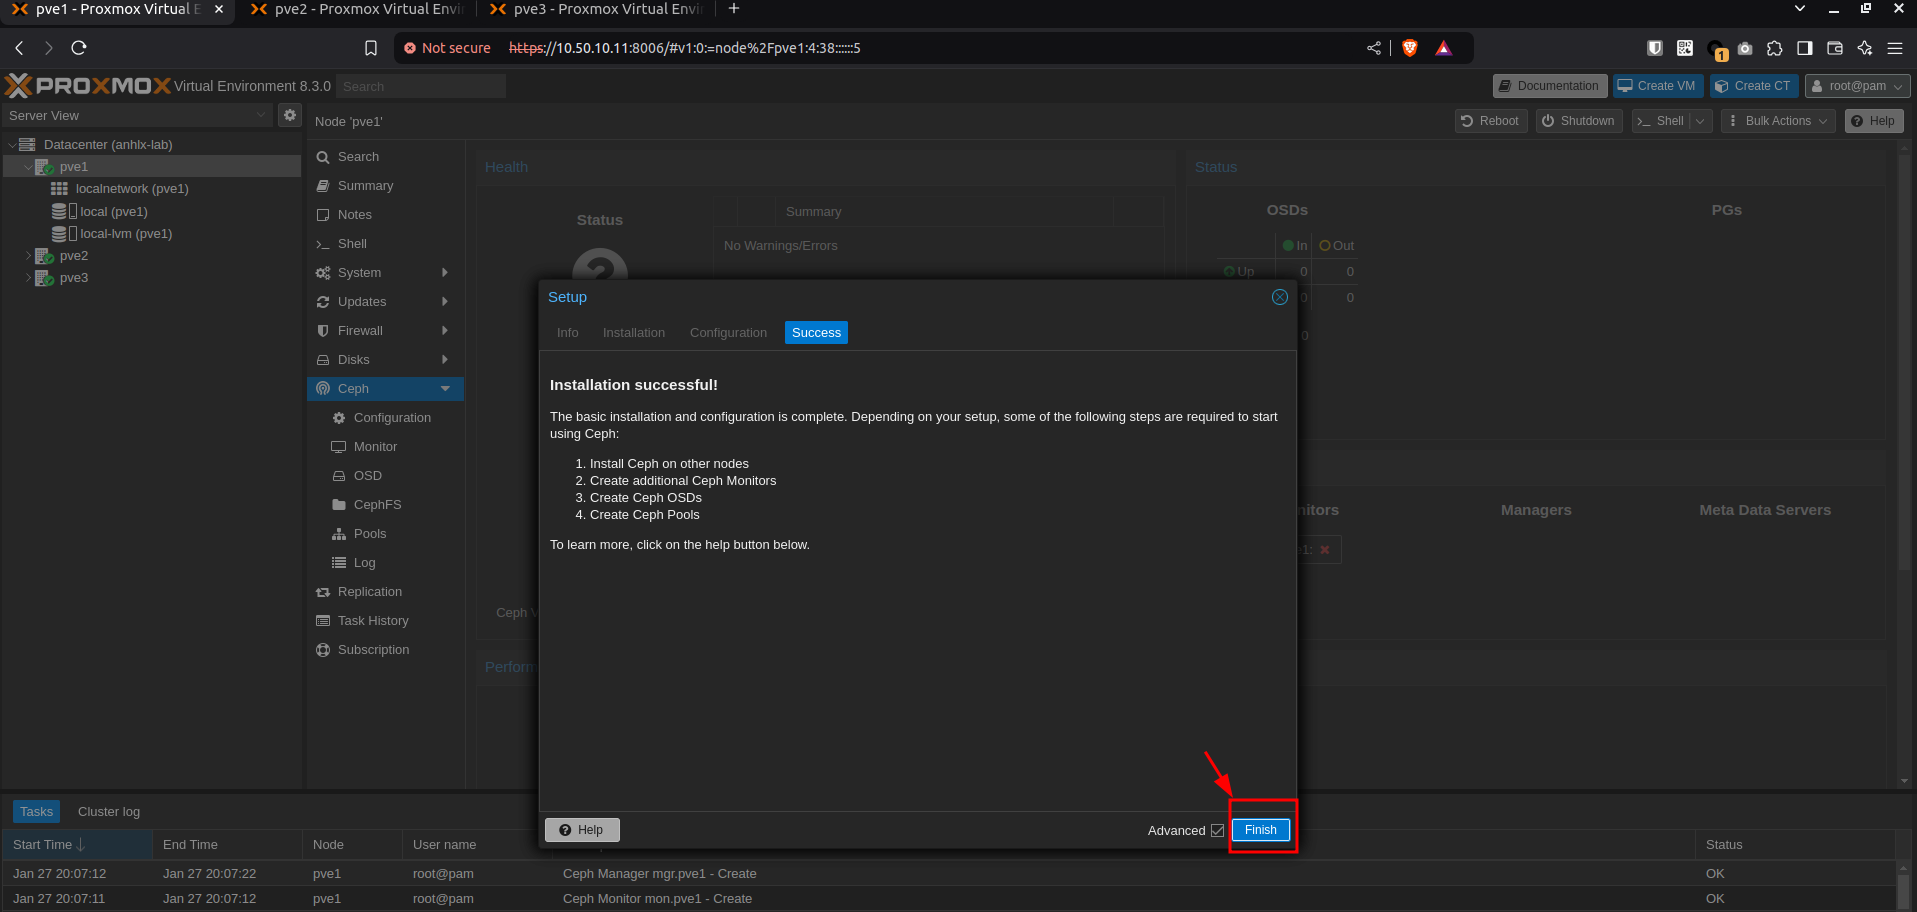 pve1 - Proxmox Virtual E
pve2 - Proxmox Virtual Envi
pve3 - Proxmox Virtual Envi
Not secure
https://10.50.10.11:8006/#v1:0:=node%2Fpve1:4:38::::::5
1
PROXMOX Virtual Environment 8.3.0
Search
Documentation
Create VM
Create CT
root@pam
Server View
Node 'pve1'
Reboot
Shutdown
Shell
Bulk Actions
Help
Datacenter (anhlx-lab)
pve1
localnetwork (pve1)
local (pve1)
local-lvm (pve1)
pve2
pve3
Search
Summary
Notes
Shell
System
Updates
Firewall
Disks
Ceph
Configuration
Monitor
OSD
CephFS
Pools
Log
Replication
Task History
Subscription
Health
Status
Summary
No Warnings/Errors
Ceph V
Perform
Status
OSDs
PGs
In
Out
Up
0
0
0
0
0
nitors
Managers
Meta Data Servers
e1:
Setup
Info
Installation
Configuration
Success
Installation successful!
The basic installation and configuration is complete. Depending on your setup, some of the following steps are required to start
using Ceph:
1. Install Ceph on other nodes
2. Create additional Ceph Monitors
3. Create Ceph OSDs
4. Create Ceph Pools
To learn more, click on the help button below.
Help
Advanced
Finish
Tasks
Cluster log
Start Time
End Time
Node
User name
Status
Jan 27 20:07:12
Jan 27 20:07:22
pve1
root@pam
Ceph Manager mgr.pve1 - Create
OK
Jan 27 20:07:11
Jan 27 20:07:12
pve1
root@pam
Ceph Monitor mon.pve1 - Create
OK